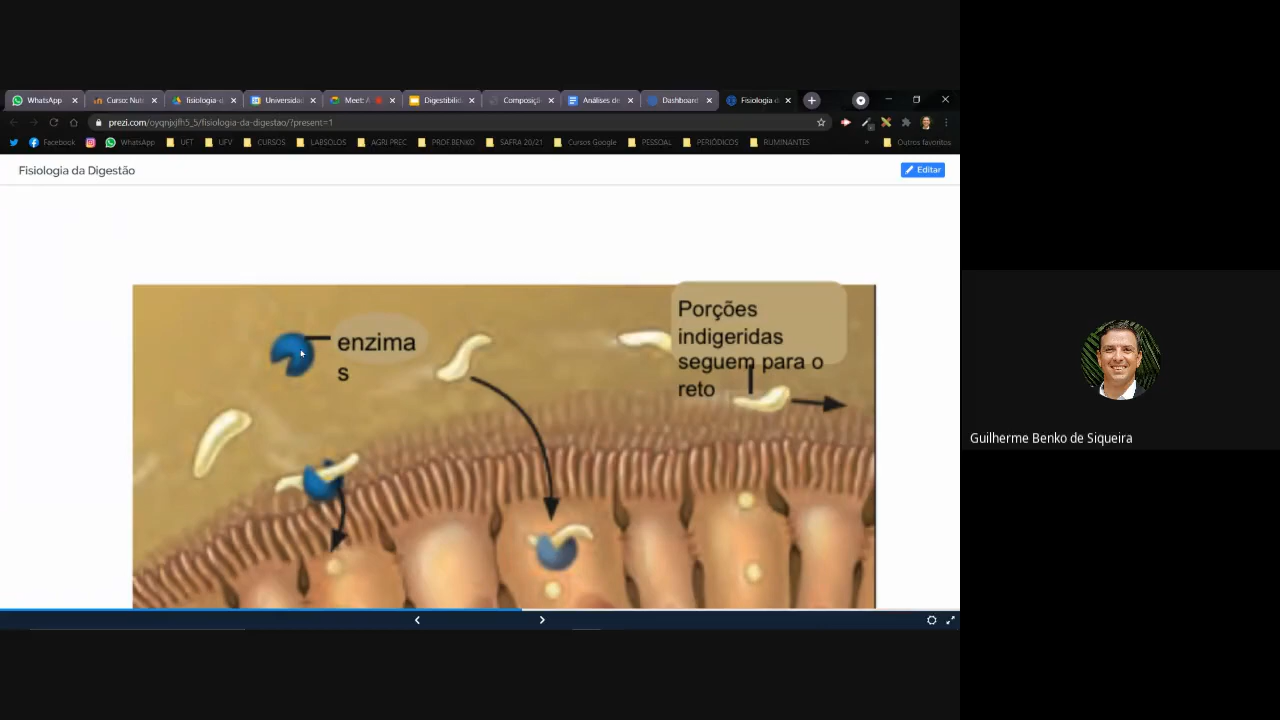 WhatsApp
Curso: Nutr
fisiologia-d
Universidad
Meet: A
Digestibilid
Composiçã
Análises de
Dashboard
Fisiologia d
prezi.com/oyqnjxjfh5_5/fisiologia-da-digestao/?present=1
Facebook
WhatsApp
UFT
UFV
CURSOS
LABSOLOS
AGRI PREC
PROF BENKO
SAFRA 20/21
Cursos Google
PESSOAL
PERIÓDICOS
RUMINANTES
»
Outros favoritos
Fisiologia da Digestão
Editar
enzima
s
Porções
indigeridas
seguem para o
reto
Guilherme Benko de Siqueira